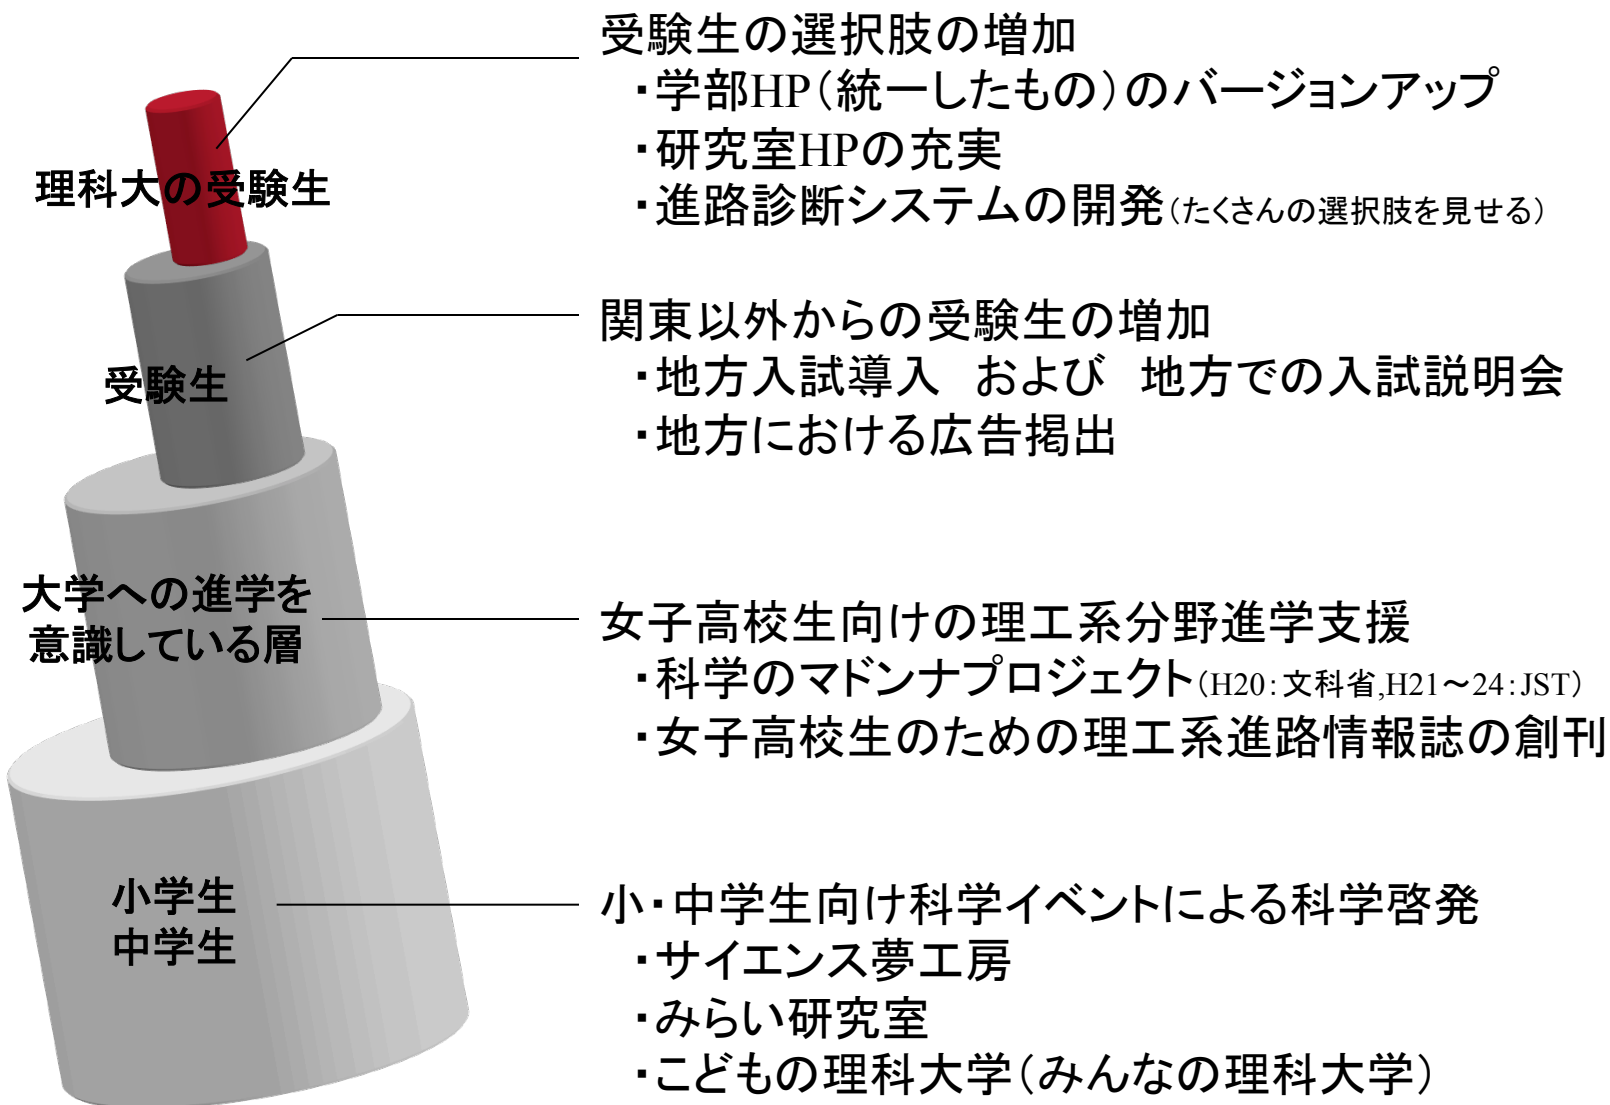 受験生の選択肢の増加
・学部HP（統一したもの）のバージョンアップ
・研究室HPの充実
・進路診断システムの開発（たくさんの選択肢を見せる）
理科大の受験生
関東以外からの受験生の増加
・地方入試導入　および　地方での入試説明会
・地方における広告掲出
受験生
女子高校生向けの理工系分野進学支援
・科学のマドンナプロジェクト（H20：文科省,H21～24：JST）
・女子高校生のための理工系進路情報誌の創刊
大学への進学を
意識している層
小・中学生向け科学イベントによる科学啓発
・サイエンス夢工房
・みらい研究室
・こどもの理科大学（みんなの理科大学）
小学生
中学生